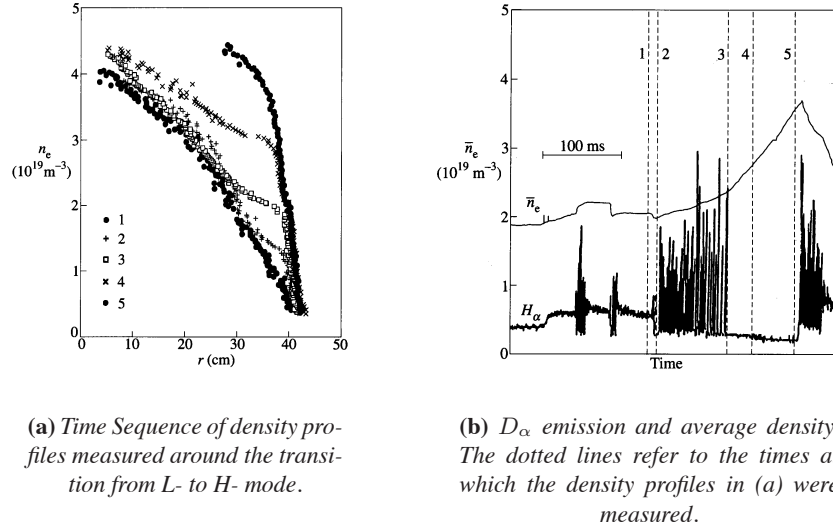 5
4
n_e
3
(10^19 m^−3)
2
1
2
3
4
5
1
0
0 10 20 30 40 50
r (cm)
5
1 2 3 4 5
4
n̅_e
(10^19 m^−3)
3
100 ms
n̅_e
2
1
H_α
0
Time
(a) Time Sequence of density pro-
files measured around the transi-
tion from L- to H- mode.
(b) D_α emission and average density
The dotted lines refer to the times a
which the density profiles in (a) were
measured.